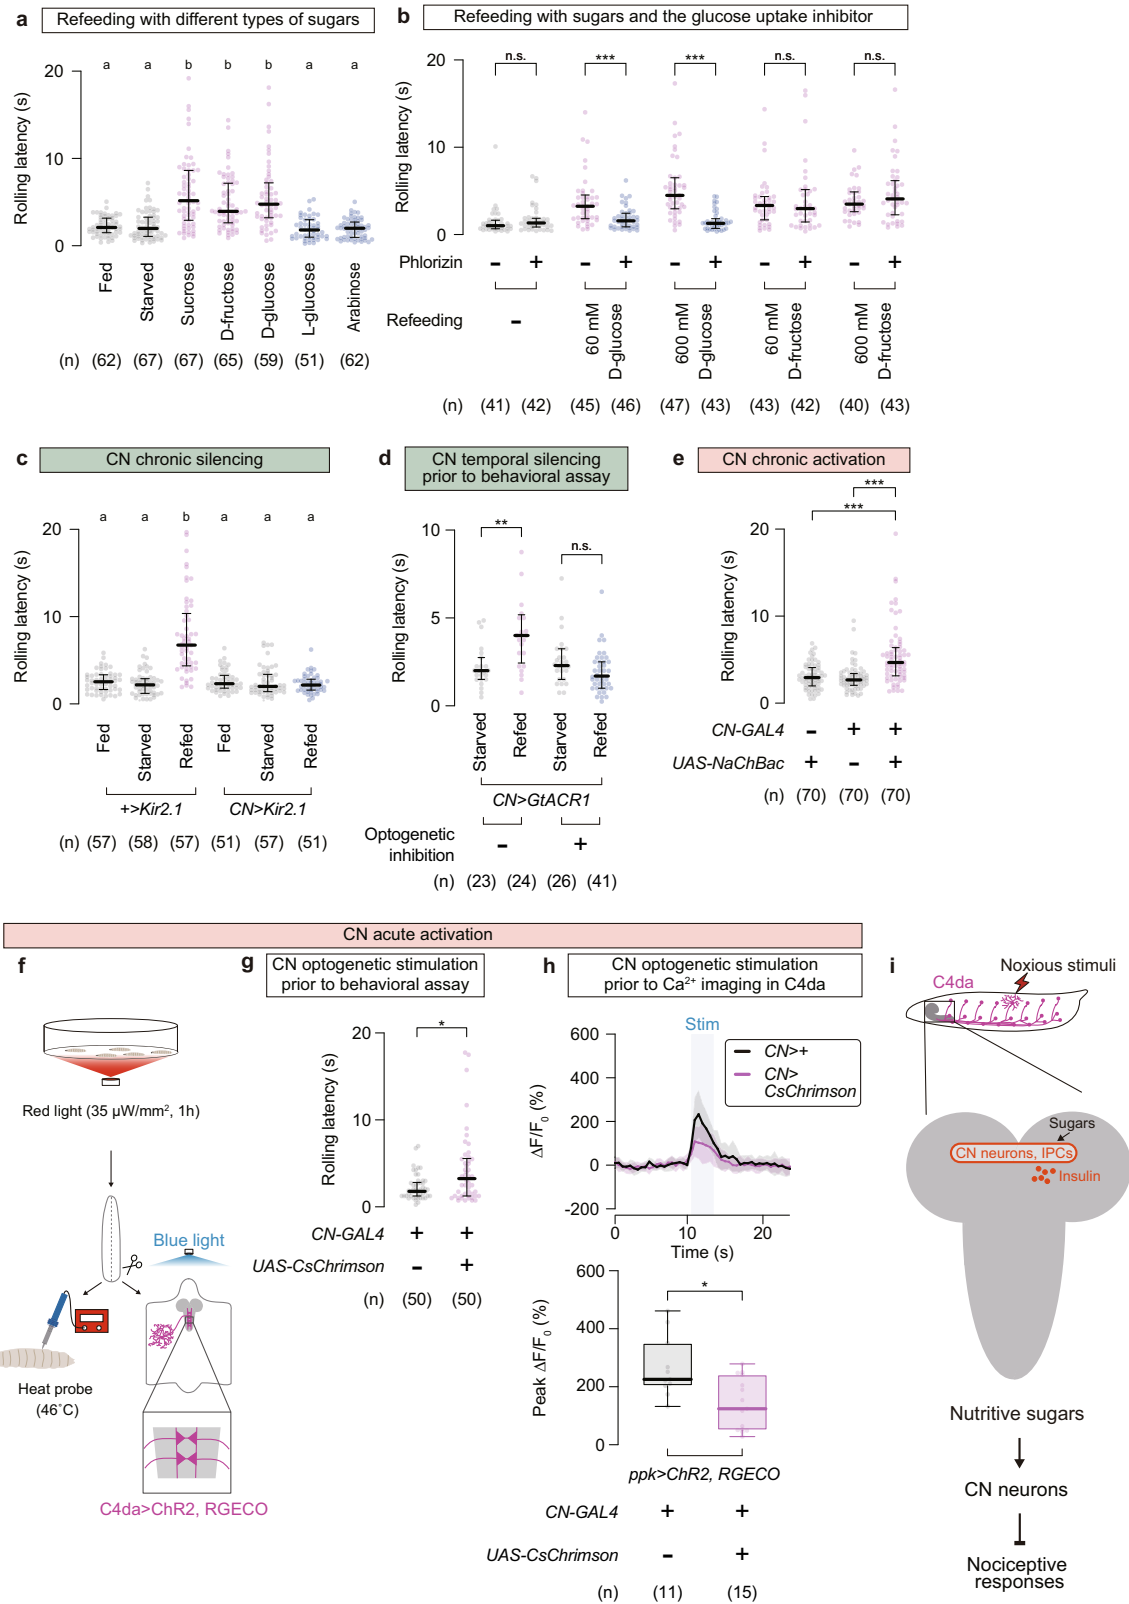 a
Refeeding with different types of sugars
a a b b b a a
Rolling latency (s)
20
10
0
Fed
Starved
Sucrose
D-fructose
D-glucose
L-glucose
Arabinose
(n) (62) (67) (67) (65) (59) (51) (62)
b
Refeeding with sugars and the glucose uptake inhibitor
n.s. *** *** n.s. n.s.
Rolling latency (s)
20
10
0
Phlorizin - + - + - + - + - +
Refeeding
-
60 mM
D-glucose
600 mM
D-glucose
60 mM
D-fructose
600 mM
D-fructose
(n) (41) (42) (45) (46) (47) (43) (43) (42) (40) (43)
c
CN chronic silencing
a a b a a a
Rolling latency (s)
20
10
0
Fed
Starved
Refed
Fed
Starved
Refed
+>Kir2.1 CN>Kir2.1
(n) (57) (58) (57) (51) (57) (51)
d
CN temporal silencing
prior to behavioral assay
** n.s.
Rolling latency (s)
10
5
0
Starved
Refed
Starved
Refed
CN>GtACR1
Optogenetic
inhibition
- +
(n) (23) (24) (26) (41)
e
CN chronic activation
***
***
Rolling latency (s)
20
10
0
CN-GAL4 - + +
UAS-NaChBac + - +
(n) (70) (70) (70)
CN acute activation
f
Red light (35 µW/mm², 1h)
Blue light
Heat probe
(46˚C)
C4da>ChR2, RGECO
g
CN optogenetic stimulation
prior to behavioral assay
*
Rolling latency (s)
20
10
0
CN-GAL4 + +
UAS-CsChrimson - +
(n) (50) (50)
h
CN optogenetic stimulation
prior to Ca²⁺ imaging in C4da
Stim
CN>+
CN>
CsChrimson
ΔF/F₀ (%)
600
400
200
0
-200
0 10 20
Time (s)
*
Peak ΔF/F₀ (%)
600
400
200
0
ppk>ChR2, RGECO
CN-GAL4 + +
UAS-CsChrimson - +
(n) (11) (15)
i
Noxious stimuli
C4da
Sugars
CN neurons, IPCs
Insulin
Nutritive sugars
CN neurons
Nociceptive
responses